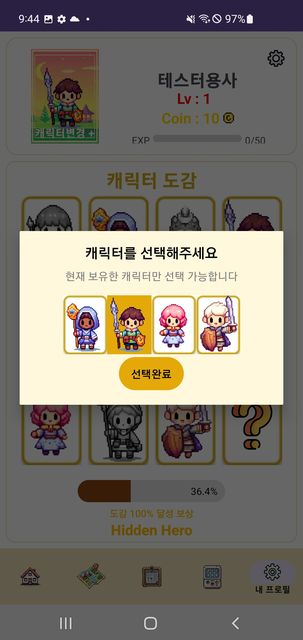 9:44
97%
테스터용사
Lv : 1
Coin : 10
캐릭터변경 +
EXP
0/50
캐릭터 도감
캐릭터를 선택해주세요
현재 보유한 캐릭터만 선택 가능합니다
선택완료
?
36.4%
도감 100% 달성 보상
Hidden Hero
내 프로필